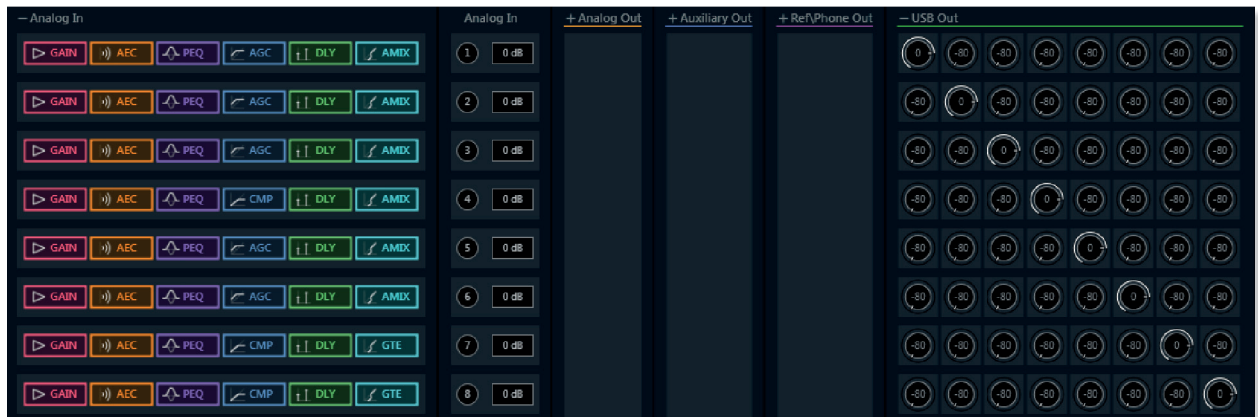 − Analog In Analog In + Analog Out + Auxiliary Out + Ref\Phone Out − USB Out
GAIN AEC PEQ AGC DLY AMIX 1 0 dB 0 -80 -80 -80 -80 -80 -80 -80
GAIN AEC PEQ AGC DLY AMIX 2 0 dB -80 0 -80 -80 -80 -80 -80 -80
GAIN AEC PEQ AGC DLY AMIX 3 0 dB -80 -80 0 -80 -80 -80 -80 -80
GAIN AEC PEQ CMP DLY AMIX 4 0 dB -80 -80 -80 0 -80 -80 -80 -80
GAIN AEC PEQ AGC DLY AMIX 5 0 dB -80 -80 -80 -80 0 -80 -80 -80
GAIN AEC PEQ AGC DLY AMIX 6 0 dB -80 -80 -80 -80 -80 0 -80 -80
GAIN AEC PEQ CMP DLY GTE 7 0 dB -80 -80 -80 -80 -80 -80 0 -80
GAIN AEC PEQ CMP DLY GTE 8 0 dB -80 -80 -80 -80 -80 -80 -80 0